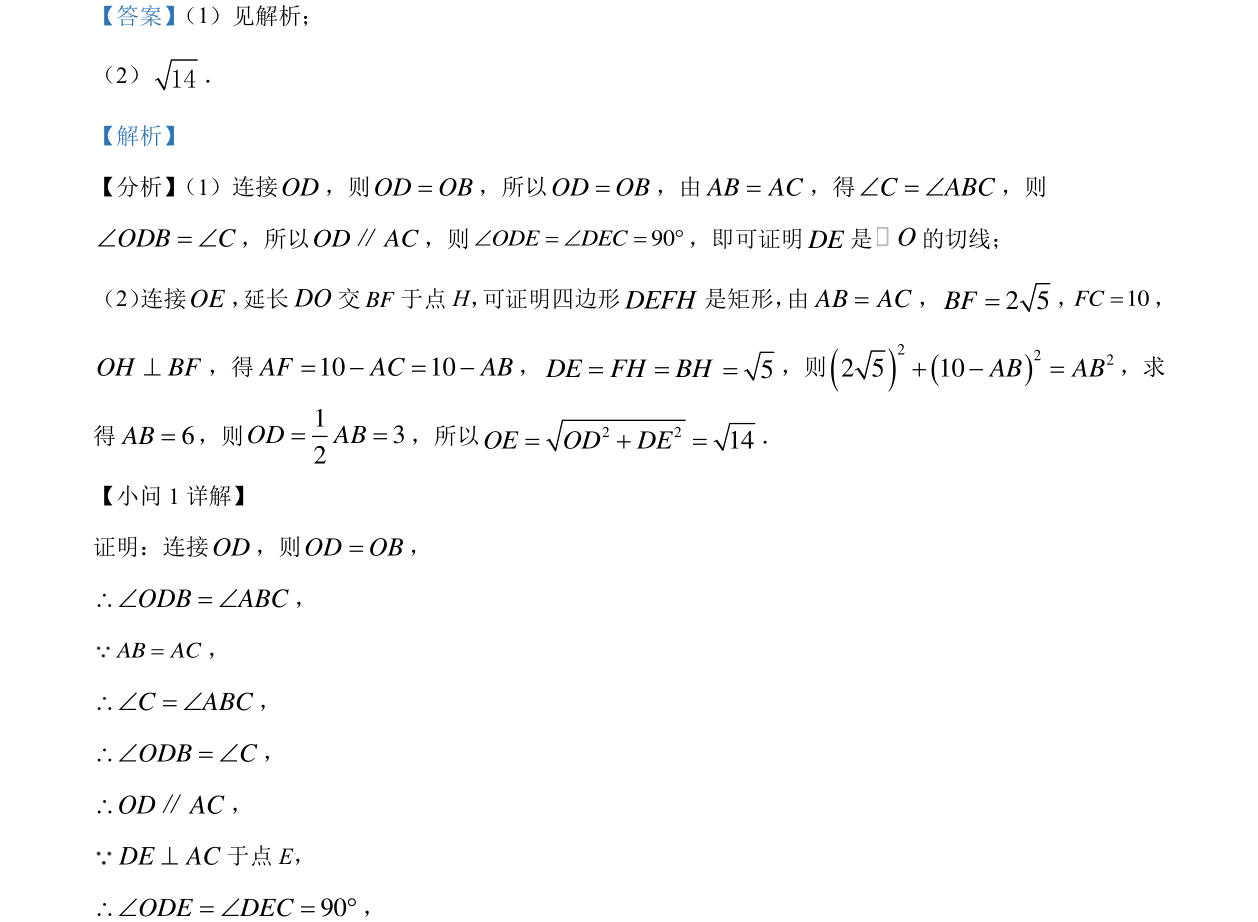 【答案】（1）见解析；
（2）√14．
【解析】
【分析】（1）连接OD，则OD = OB，所以OD = OB，由 AB = AC，得∠C = ∠ABC，则
∠ODB = ∠C，所以OD ∥ AC，则∠ODE = ∠DEC = 90°，即可证明DE是□ O的切线；
（2）连接OE，延长DO交BF于点H，可证明四边形DEFH是矩形，由 AB = AC，BF = 2√5，FC = 10，
OH ⊥ BF，得 AF = 10 − AC = 10 − AB，DE = FH = BH = √5，则(2√5)² + (10 − AB)² = AB²，求
得 AB = 6，则OD = 1/2 AB = 3，所以OE = √(OD² + DE²) = √14．
【小问 1 详解】
证明：连接OD，则OD = OB，
∴∠ODB = ∠ABC，
∵AB = AC，
∴∠C = ∠ABC，
∴∠ODB = ∠C，
∴OD ∥ AC，
∵DE ⊥ AC于点E，
∴∠ODE = ∠DEC = 90°，